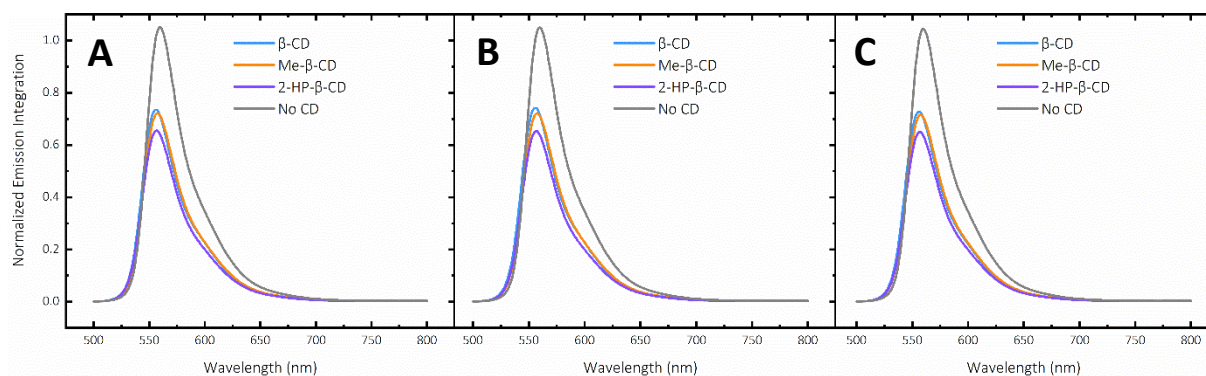 Normalized Emission Integration
1.0
0.8
0.6
0.4
0.2
0.0
A
β-CD
Me-β-CD
2-HP-β-CD
No CD
500 550 600 650 700 750 800
Wavelength (nm)
B
β-CD
Me-β-CD
2-HP-β-CD
No CD
500 550 600 650 700 750 800
Wavelength (nm)
C
β-CD
Me-β-CD
2-HP-β-CD
No CD
500 550 600 650 700 750 800
Wavelength (nm)